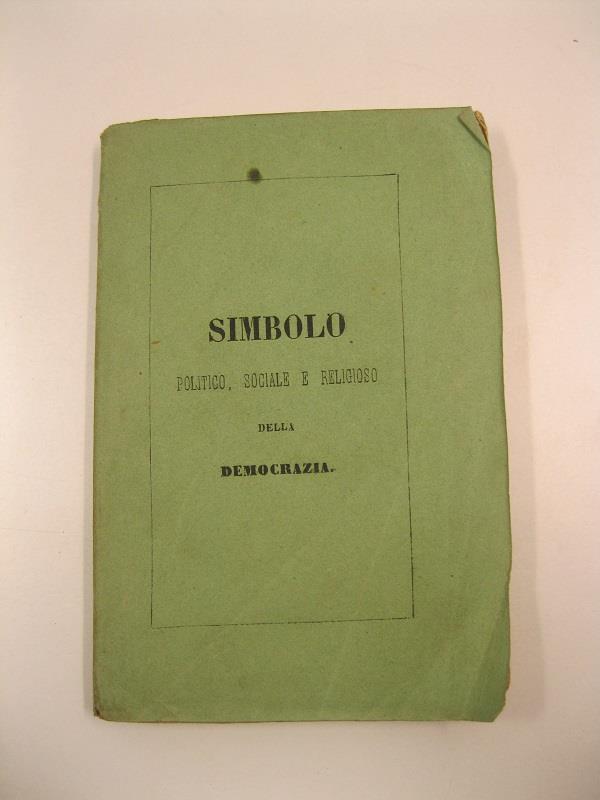 SIMBOLO
POLITICO, SOCIALE E RELIGIOSO
DELLA
DEMOCRAZIA.